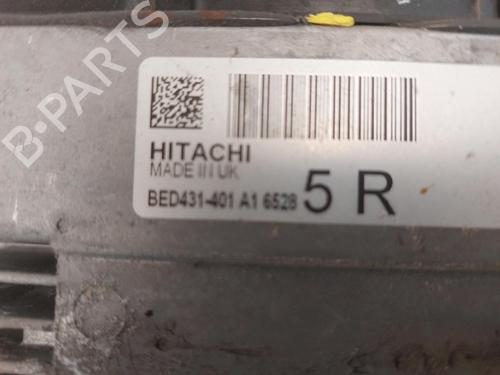 B-PARTS
HITACHI
MADE IN UK
BED431-401 A1 6528 5 R